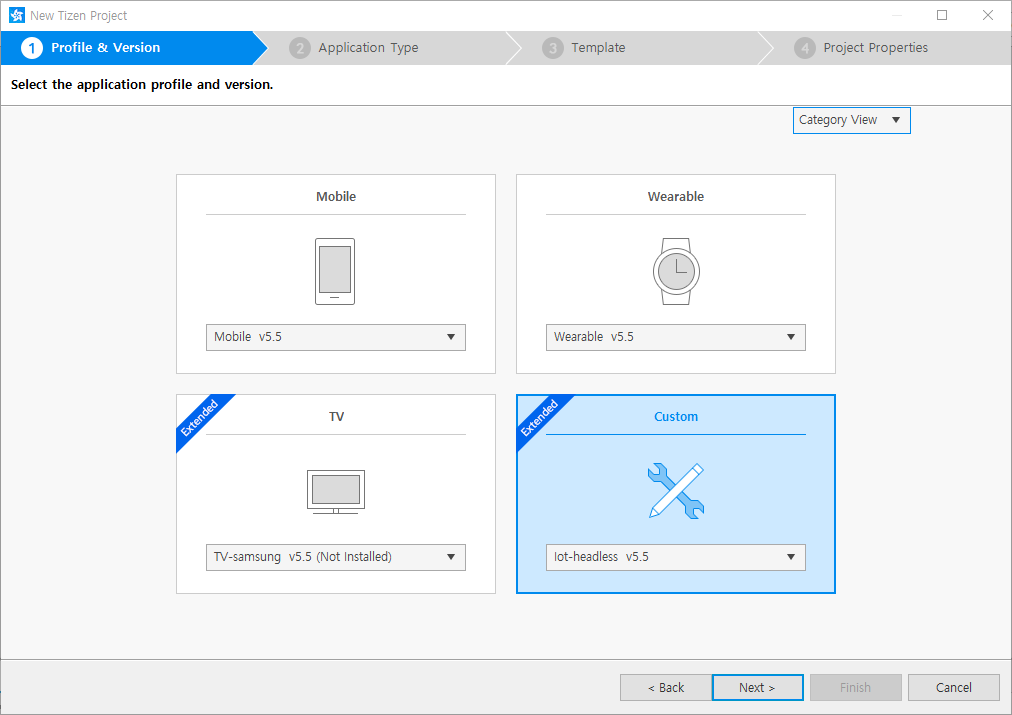 New Tizen Project
1 Profile & Version
2 Application Type
3 Template
4 Project Properties
Select the application profile and version.
Category View
Mobile
Wearable
Mobile v5.5
Wearable v5.5
Extended
TV
Extended
Custom
TV-samsung v5.5 (Not Installed)
Iot-headless v5.5
< Back
Next >
Finish
Cancel